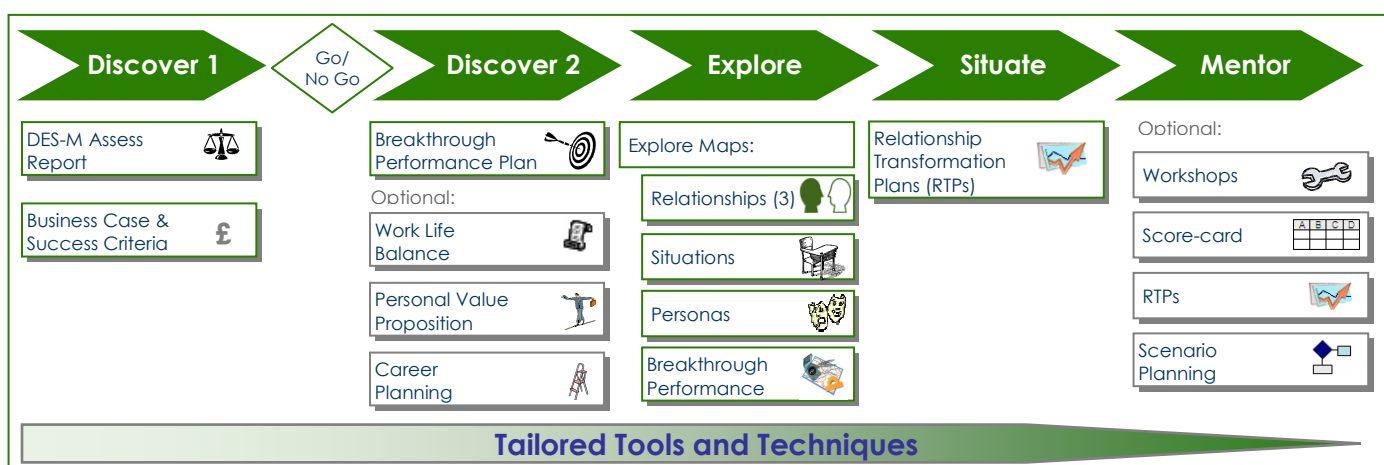 Discover 1
Go/
No Go
Discover 2
Explore
Situate
Mentor
DES-M Assess
Report
Business Case &
Success Criteria
£
Breakthrough
Performance Plan
Optional:
Work Life
Balance
Personal Value
Proposition
Career
Planning
Explore Maps:
Relationships (3)
Situations
Personas
Breakthrough
Performance
Relationship
Transformation
Plans (RTPs)
Optional:
Workshops
Score-card
A B C D
RTPs
Scenario
Planning
Tailored Tools and Techniques